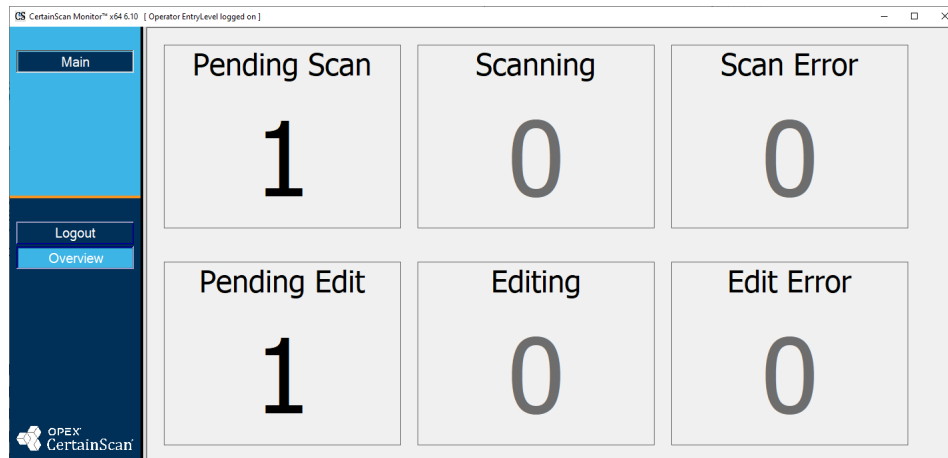 CS CertainScan Monitor™ x64 6.10 [ Operator EntryLevel logged on ]
Main
Logout
Overview
OPEX®
CertainScan®
Pending Scan
Scanning
Scan Error
1
0
0
Pending Edit
Editing
Edit Error
1
0
0